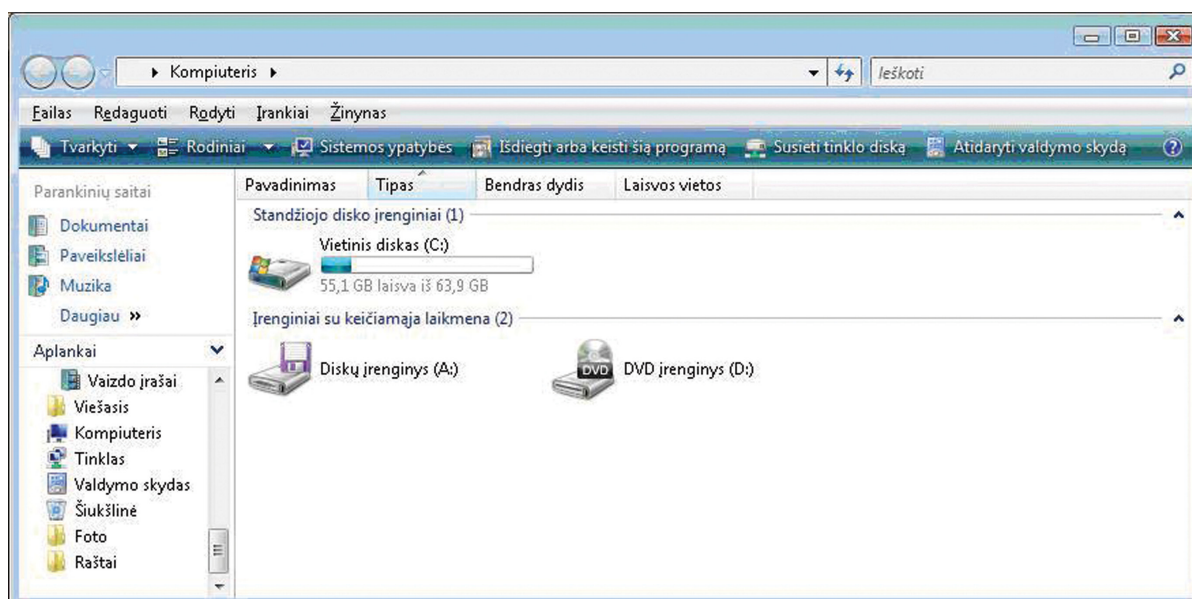 Kompiuteris
Ieškoti
Failas Redaguoti Rodyti Įrankiai Žinynas
Tvarkyti Rodiniai Sistemos ypatybės Išdiegti arba keisti šią programą Susieti tinklo diską Atidaryti valdymo skydą
Parankinių saitai
Dokumentai
Paveikslėliai
Muzika
Daugiau »
Aplankai
Vaizdo įrašai
Viešasis
Kompiuteris
Tinklas
Valdymo skydas
Šiukšlinė
Foto
Raštai
Pavadinimas Tipas Bendras dydis Laisvos vietos
Standžiojo disko įrenginiai (1)
Vietinis diskas (C:)
55,1 GB laisva iš 63,9 GB
Įrenginiai su keičiamąja laikmena (2)
Diskų įrenginys (A:)
DVD
DVD įrenginys (D:)